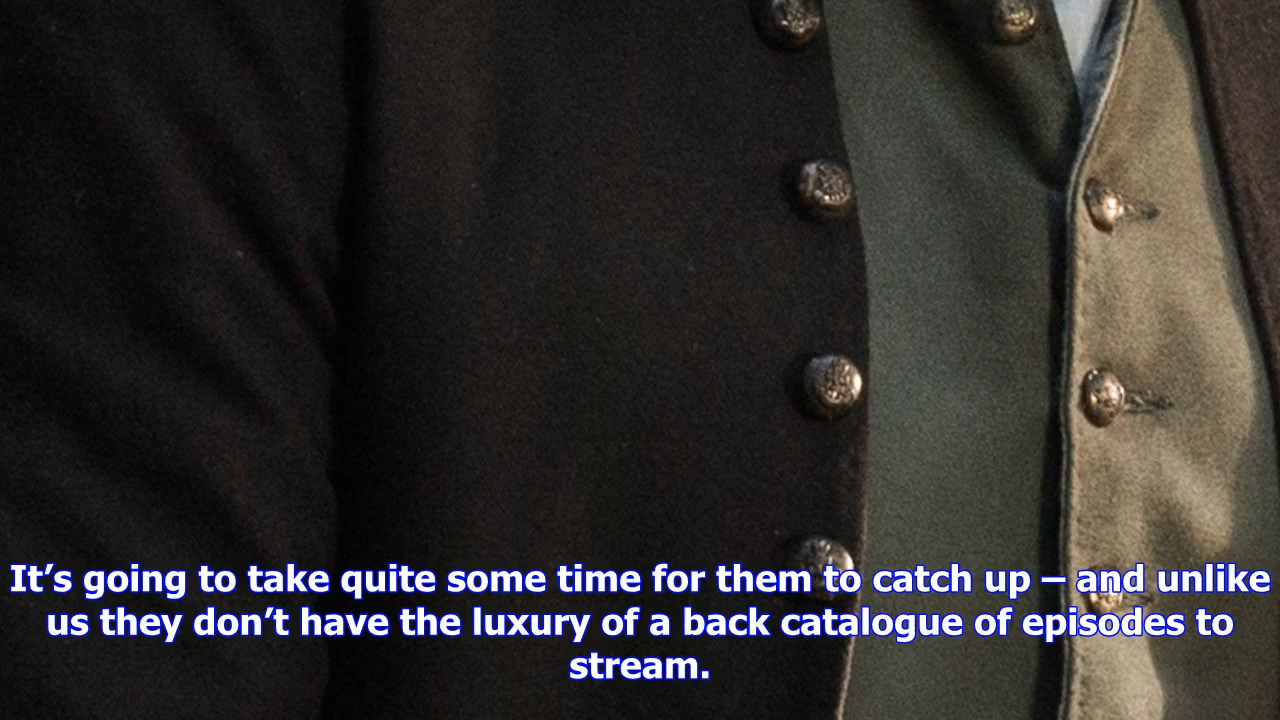 It’s going to take quite some time for them to catch up – and unlike
us they don’t have the luxury of a back catalogue of episodes to
stream.